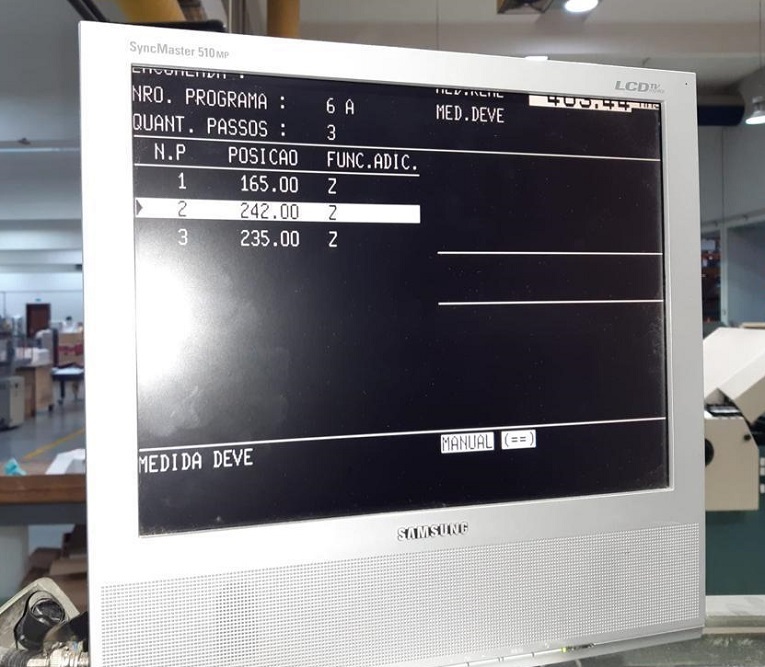 SyncMaster 510MP
LCD TV
NRO. PROGRAMA : 6 A
MED.DEVE
QUANT. PASSOS : 3
N.P POSICAO FUNC.ADIC.
1 165.00 Z
2 242.00 Z
3 235.00 Z
MANUAL (==)
MEDIDA DEVE
SAMSUNG